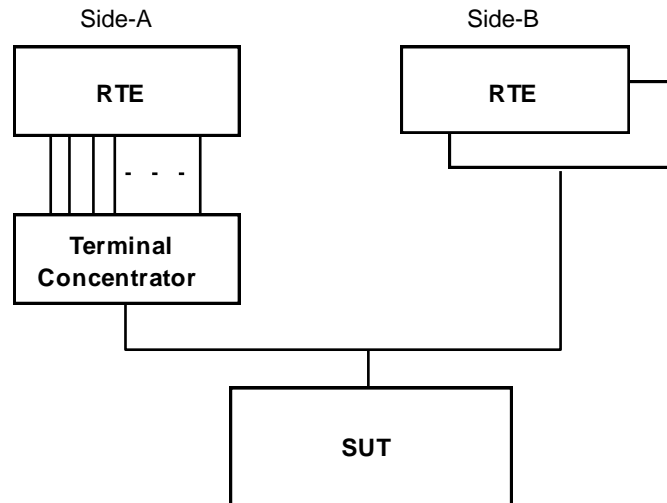 Side-A
Side-B
RTE
RTE
- - -
Terminal
Concentrator
SUT